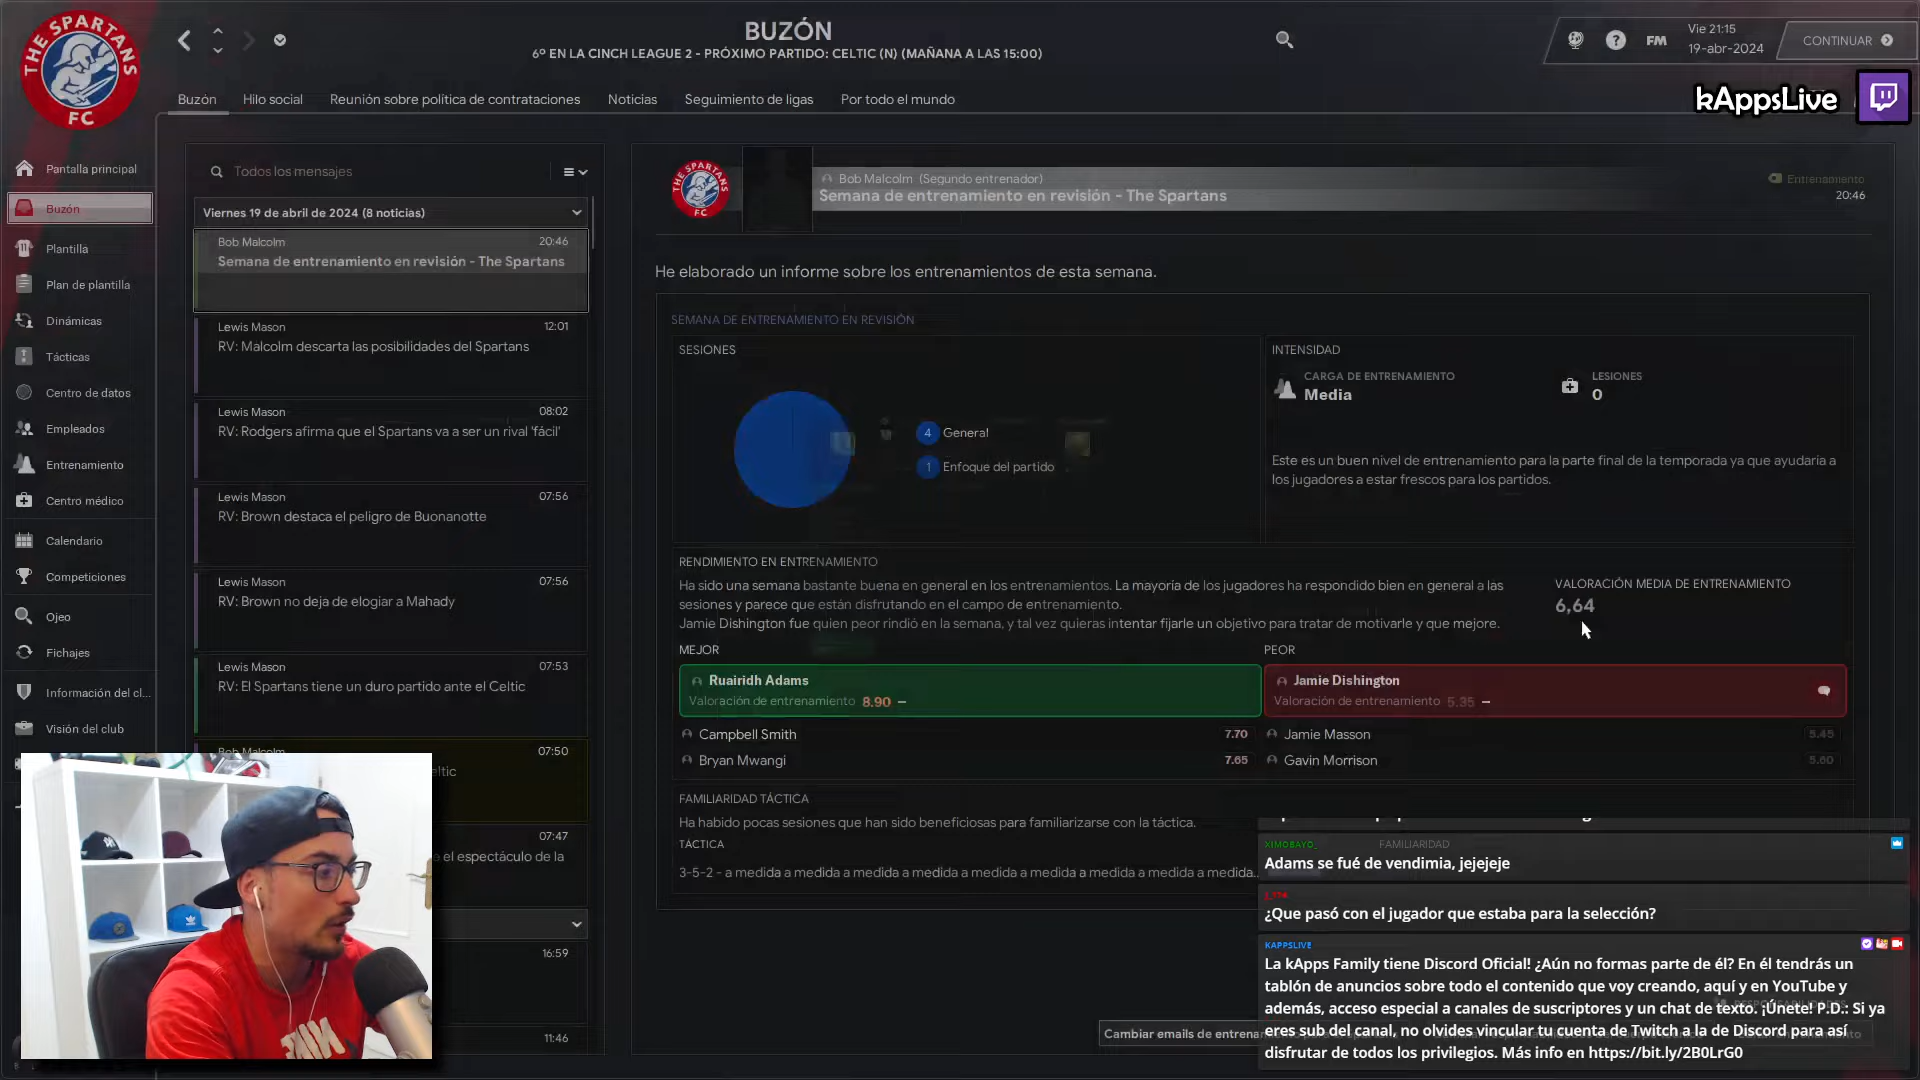 THE SPARTANS
FC
BUZÓN
6º EN LA CINCH LEAGUE 2 - PRÓXIMO PARTIDO: CELTIC (N) (MAÑANA A LAS 15:00)
FM
Vie 21:15
19-abr-2024
CONTINUAR
kAppsLive
Buzón
Hilo social
Reunión sobre política de contrataciones
Noticias
Seguimiento de ligas
Por todo el mundo
Pantalla principal
Buzón
Plantilla
Plan de plantilla
Dinámicas
Tácticas
Centro de datos
Empleados
Entrenamiento
Centro médico
Calendario
Competiciones
Ojeo
Fichajes
Información del cl...
Visión del club
Todos los mensajes
Viernes 19 de abril de 2024 (8 noticias)
Bob Malcolm 20:46
Semana de entrenamiento en revisión - The Spartans
Lewis Mason 12:01
RV: Malcolm descarta las posibilidades del Spartans
Lewis Mason 08:02
RV: Rodgers afirma que el Spartans va a ser un rival 'fácil'
Lewis Mason 07:56
RV: Brown destaca el peligro de Buonanotte
Lewis Mason 07:56
RV: Brown no deja de elogiar a Mahady
Lewis Mason 07:53
RV: El Spartans tiene un duro partido ante el Celtic
Bob Malcolm 07:50
eltic
07:47
a el espectáculo de la
16:59
11:46
THE SPARTANS
FC
Bob Malcolm (Segundo entrenador)
Semana de entrenamiento en revisión - The Spartans
Entrenamiento
20:46
He elaborado un informe sobre los entrenamientos de esta semana.
SEMANA DE ENTRENAMIENTO EN REVISIÓN
SESIONES
4 General
1 Enfoque del partido
INTENSIDAD
CARGA DE ENTRENAMIENTO
Media
LESIONES
0
Este es un buen nivel de entrenamiento para la parte final de la temporada ya que ayudaría a
los jugadores a estar frescos para los partidos.
RENDIMIENTO EN ENTRENAMIENTO
Ha sido una semana bastante buena en general en los entrenamientos. La mayoría de los jugadores ha respondido bien en general a las
sesiones y parece que están disfrutando en el campo de entrenamiento.
Jamie Dishington fue quien peor rindió en la semana, y tal vez quieras intentar fijarle un objetivo para tratar de motivarle y que mejore.
VALORACIÓN MEDIA DE ENTRENAMIENTO
6,64
MEJOR
Ruairidh Adams
Valoración de entrenamiento 8.90 –
Campbell Smith 7.70
Bryan Mwangi 7.65
PEOR
Jamie Dishington
Valoración de entrenamiento 5.35 –
Jamie Masson 5.45
Gavin Morrison 5.60
FAMILIARIDAD TÁCTICA
Ha habido pocas sesiones que han sido beneficiosas para familiarizarse con la táctica.
TÁCTICA
FAMILIARIDAD
3-5-2 - a medida a medida a medida a medida a medida a medida a medida a medida...
Cambiar emails de entrenam
XIMOBAYO_
Adams se fué de vendimia, jejejeje
¿Que pasó con el jugador que estaba para la selección?
KAPPSLIVE
La kApps Family tiene Discord Oficial! ¿Aún no formas parte de él? En él tendrás un
tablón de anuncios sobre todo el contenido que voy creando, aquí y en YouTube y
además, acceso especial a canales de suscriptores y un chat de texto. ¡Únete! P.D.: Si ya
eres sub del canal, no olvides vincular tu cuenta de Twitch a la de Discord para así
disfrutar de todos los privilegios. Más info en https://bit.ly/2B0LrG0